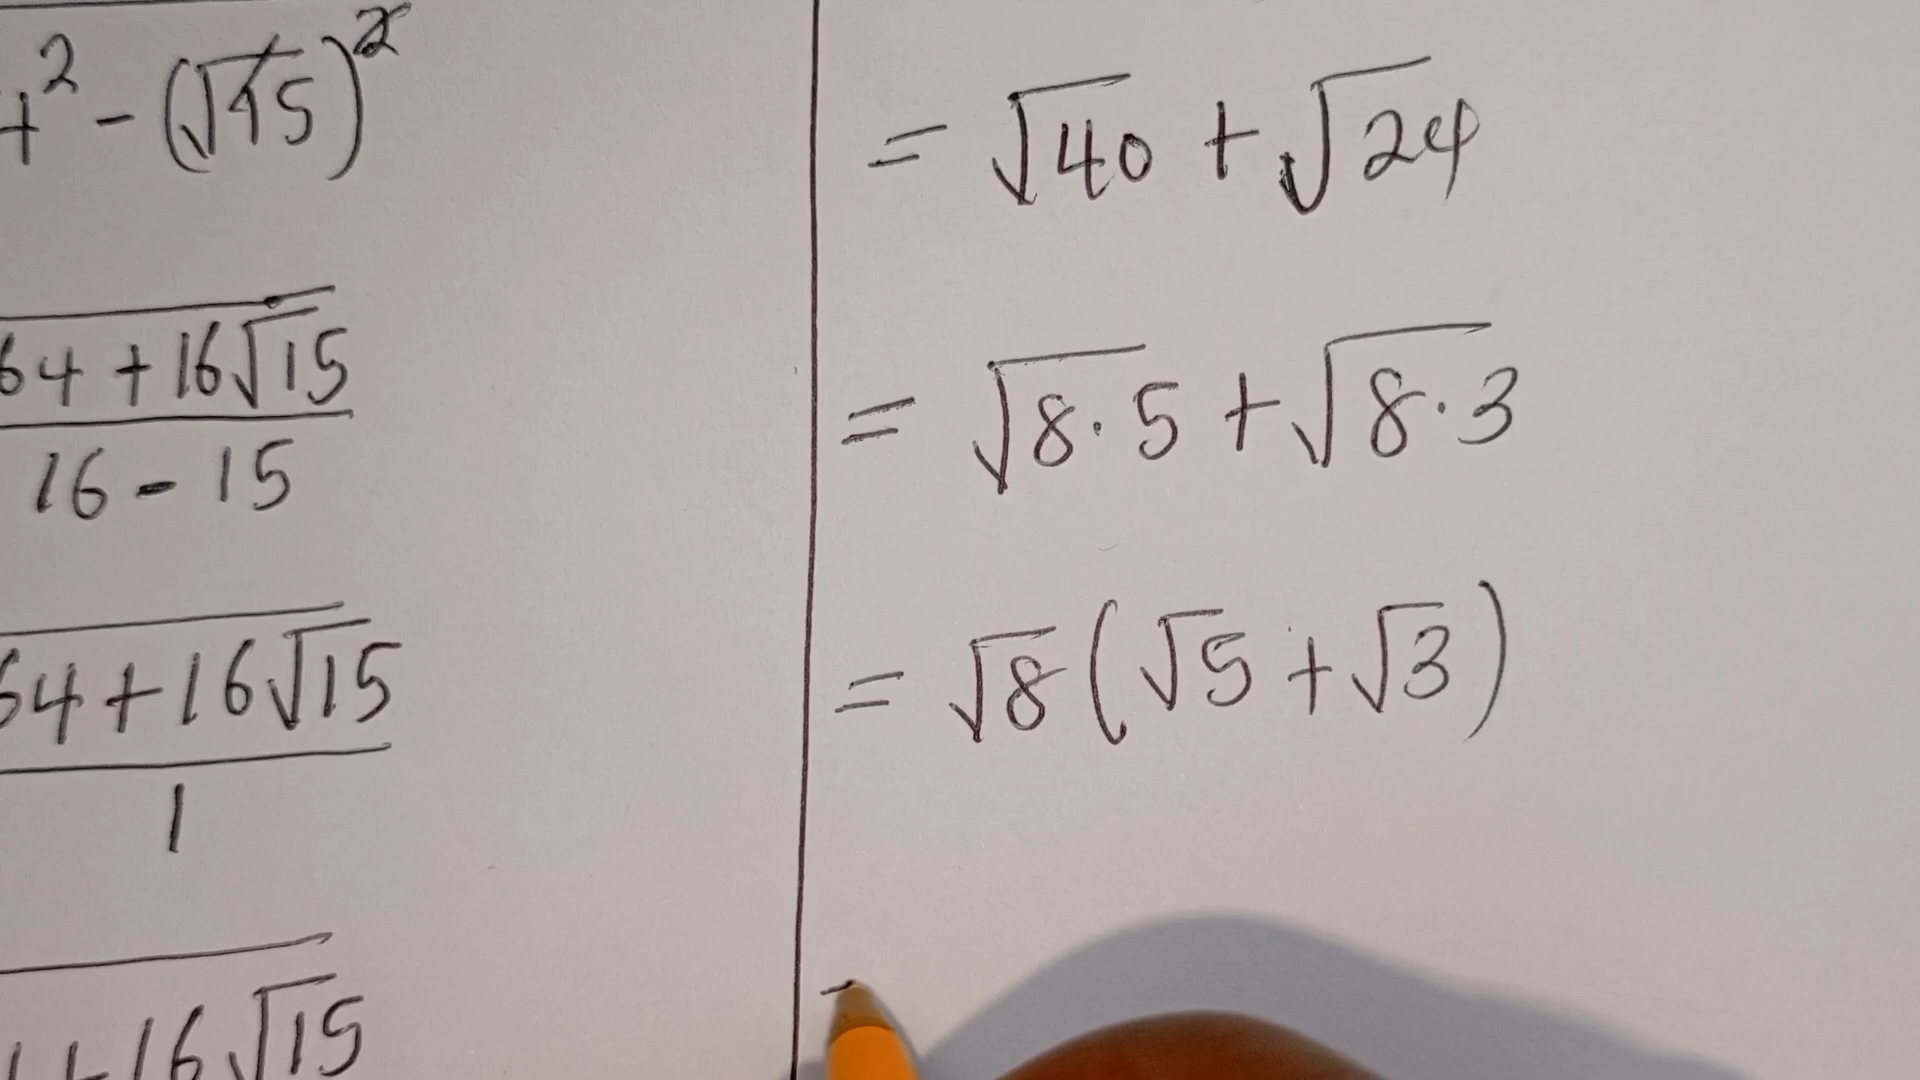 4² - (√15)²
64 + 16√15
16 - 15
64 + 16√15
1
+ 16√15
= √40 + √24
= √8·5 + √8·3
= √8 (√5 + √3)